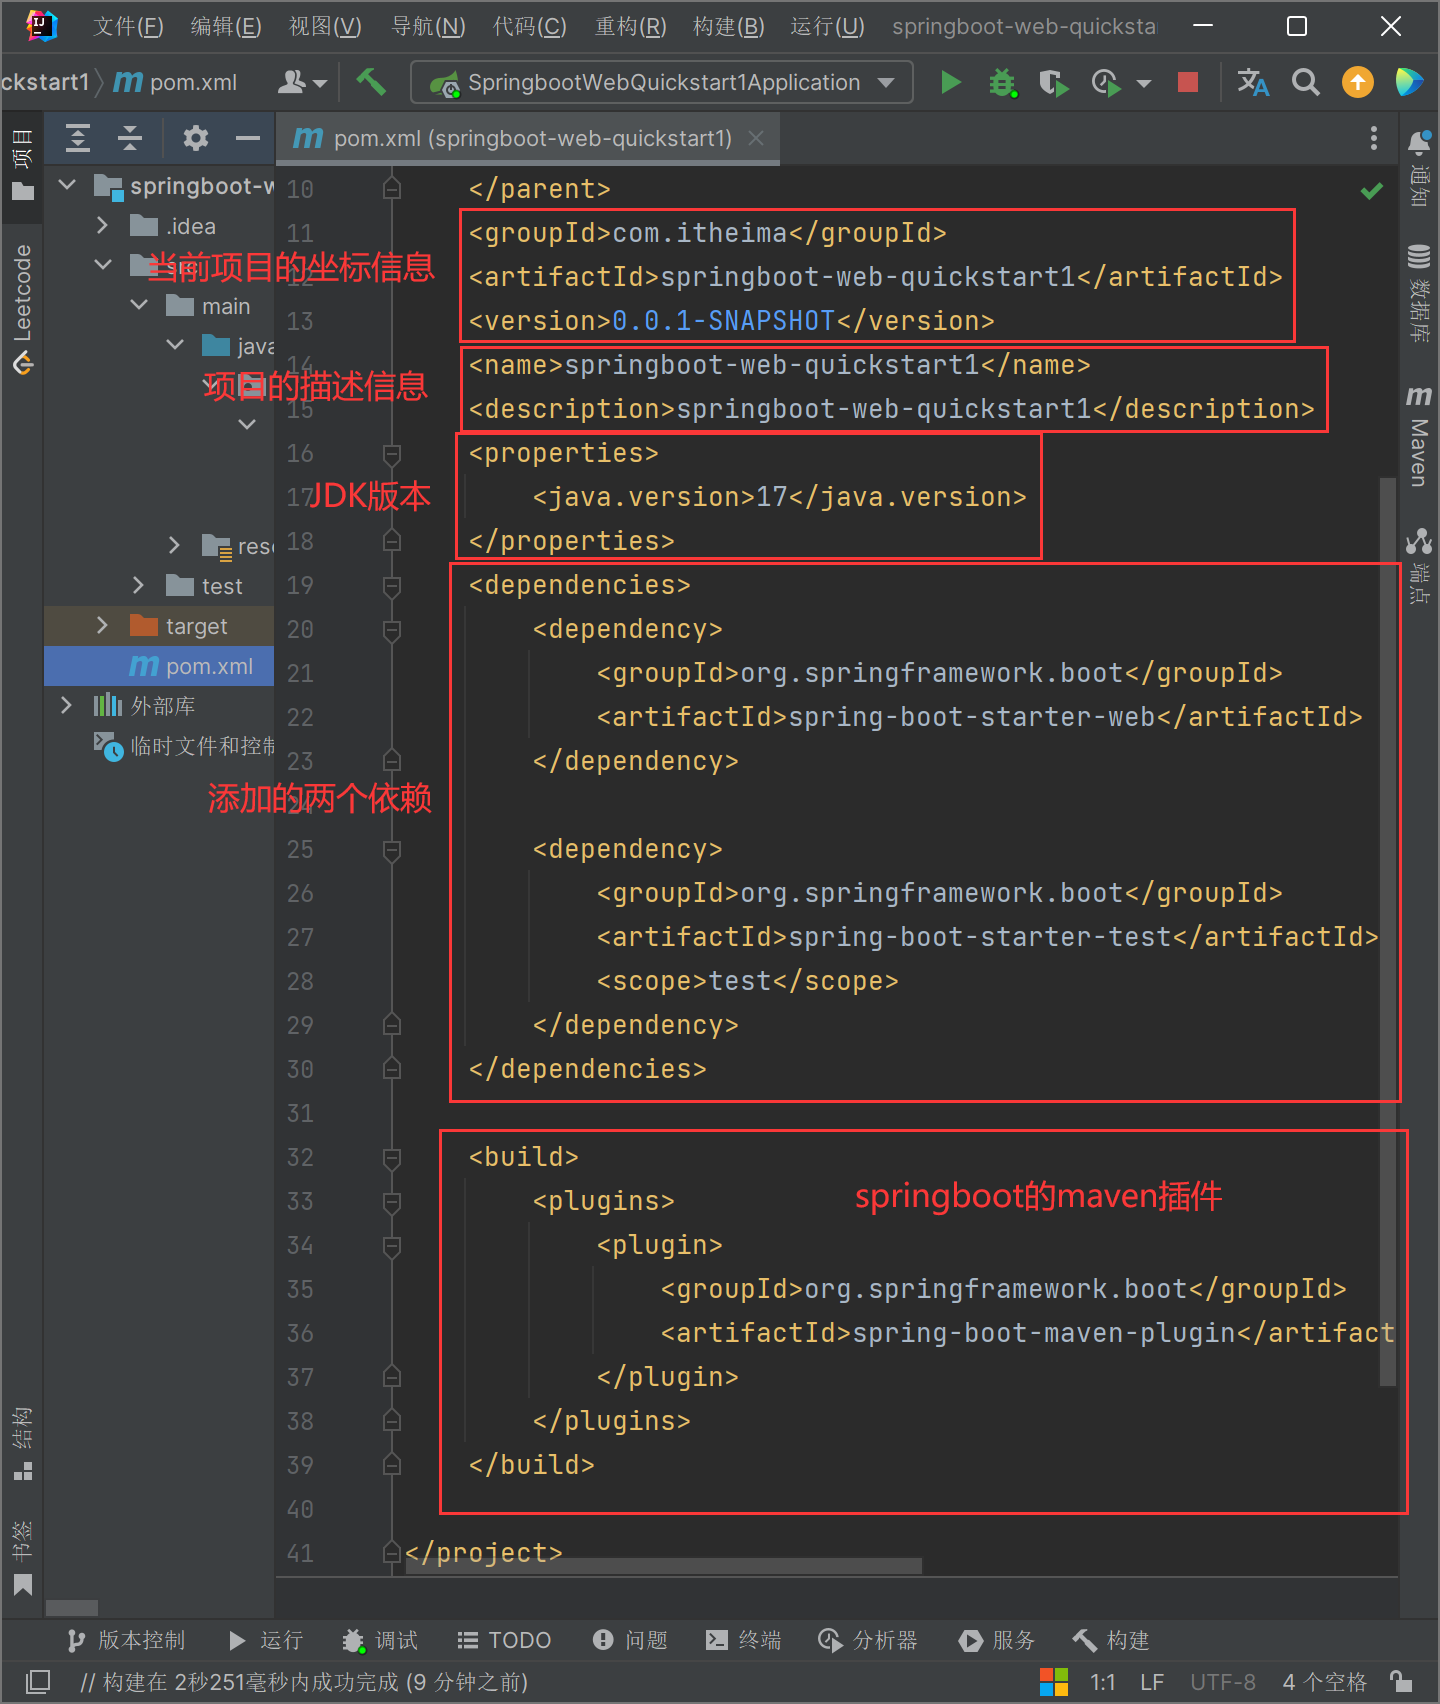 文件(F) 编辑(E) 视图(V) 导航(N) 代码(C) 重构(R) 构建(B) 运行(U) springboot-web-quicksta
ckstart1 m pom.xml SpringbootWebQuickstart1Application
项目
pom.xml (springboot-web-quickstart1)
springboot-w
.idea
src
main
java
res
test
target
pom.xml
外部库
临时文件和控制
当前项目的坐标信息
项目的描述信息
JDK版本
添加的两个依赖
10 </parent>
11 <groupId>com.itheima</groupId>
12 <artifactId>springboot-web-quickstart1</artifactId>
13 <version>0.0.1-SNAPSHOT</version>
14 <name>springboot-web-quickstart1</name>
15 <description>springboot-web-quickstart1</description>
16 <properties>
17 <java.version>17</java.version>
18 </properties>
19 <dependencies>
20 <dependency>
21 <groupId>org.springframework.boot</groupId>
22 <artifactId>spring-boot-starter-web</artifactId>
23 </dependency>
24
25 <dependency>
26 <groupId>org.springframework.boot</groupId>
27 <artifactId>spring-boot-starter-test</artifactId>
28 <scope>test</scope>
29 </dependency>
30 </dependencies>
31
32 <build>
33 <plugins>
springboot的maven插件
34 <plugin>
35 <groupId>org.springframework.boot</groupId>
36 <artifactId>spring-boot-maven-plugin</artifact
37 </plugin>
38 </plugins>
39 </build>
40
41 </project>
Leetcode
结构
书签
通知
数据库
m Maven
端点
版本控制 运行 调试 TODO 问题 终端 分析器 服务 构建
// 构建在 2秒251毫秒内成功完成 (9 分钟之前) 1:1 LF UTF-8 4 个空格